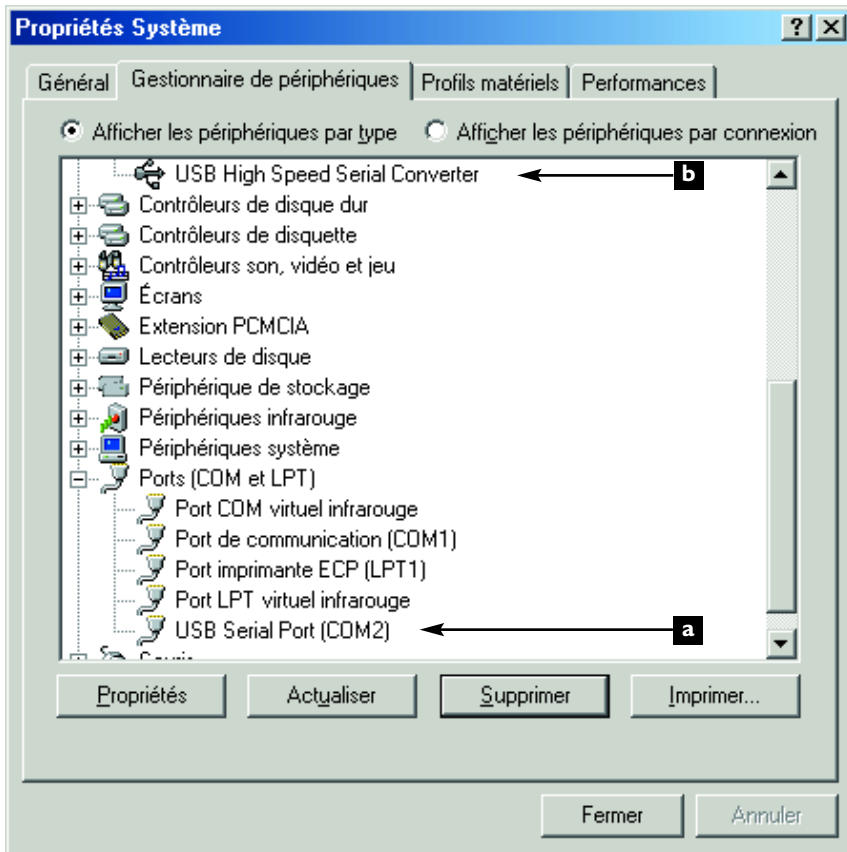 Propriétés Système
Général Gestionnaire de périphériques Profils matériels Performances
Afficher les périphériques par type Afficher les périphériques par connexion
USB High Speed Serial Converter b
Contrôleurs de disque dur
Contrôleurs de disquette
Contrôleurs son, vidéo et jeu
Écrans
Extension PCMCIA
Lecteurs de disque
Périphérique de stockage
Périphériques infrarouge
Périphériques système
Ports (COM et LPT)
Port COM virtuel infrarouge
Port de communication (COM1)
Port imprimante ECP (LPT1)
Port LPT virtuel infrarouge
USB Serial Port (COM2) a
Propriétés Actualiser Supprimer Imprimer...
Fermer Annuler